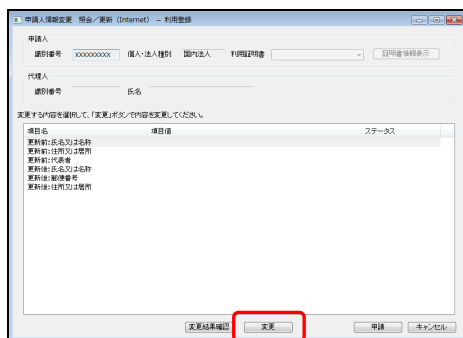 申請人情報変更　照会／更新（Internet）　－　利用登録
申請人
識別番号 XXXXXXXXX 個人・法人種別 国内法人 利用証明書 証明書情報表示
代理人
識別番号 氏名
変更する内容を選択して、「変更」ボタンで内容を変更してください。
項目名 項目値 ステータス
更新前:氏名又は名称
更新前:住所又は居所
更新前:代表者
更新後:氏名又は名称
更新後:郵便番号
更新後:住所又は居所
変更結果確認 変更 申請 キャンセル